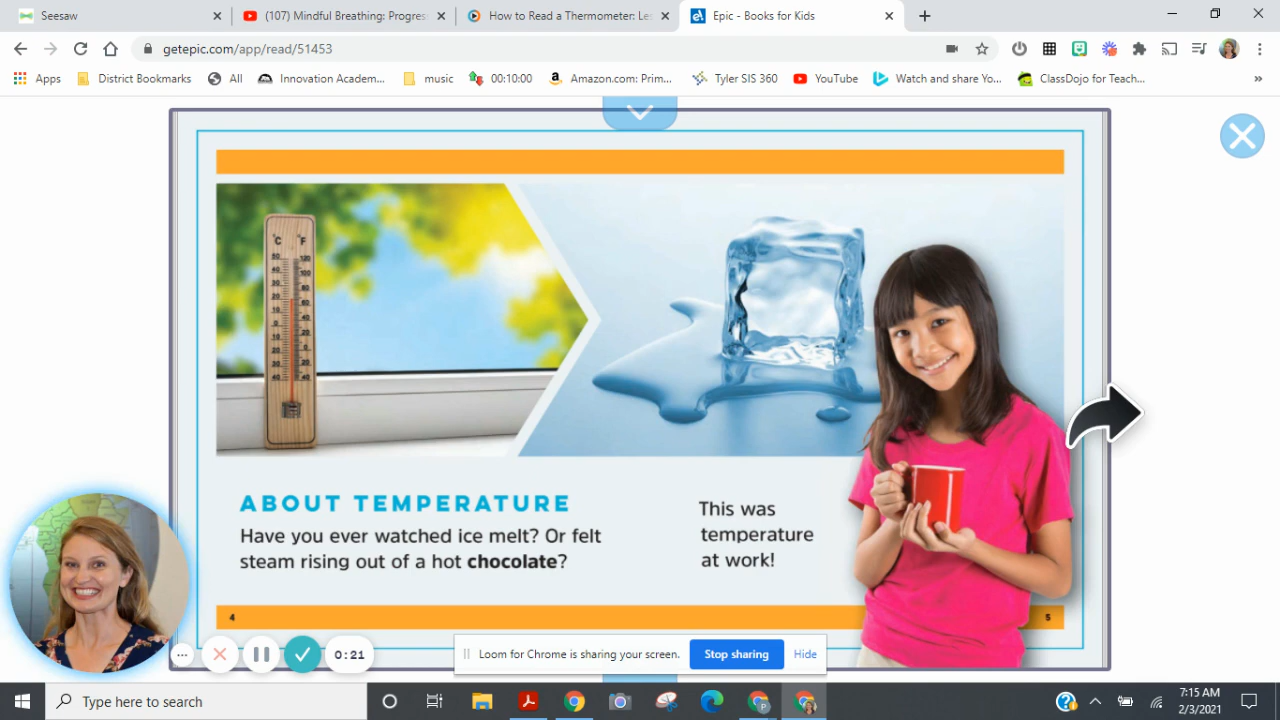 Seesaw
(107) Mindful Breathing: Progres
How to Read a Thermometer: Les
Epic - Books for Kids
getepic.com/app/read/51453
Apps
District Bookmarks
All
Innovation Academ...
music
00:10:00
Amazon.com: Prim...
Tyler SIS 360
YouTube
Watch and share Yo...
ClassDojo for Teach...
»
°C °F
ABOUT TEMPERATURE
Have you ever watched ice melt? Or felt
steam rising out of a hot chocolate?
This was
temperature
at work!
4
5
0:21
Loom for Chrome is sharing your screen.
Stop sharing
Hide
Type here to search
7:15 AM
2/3/2021